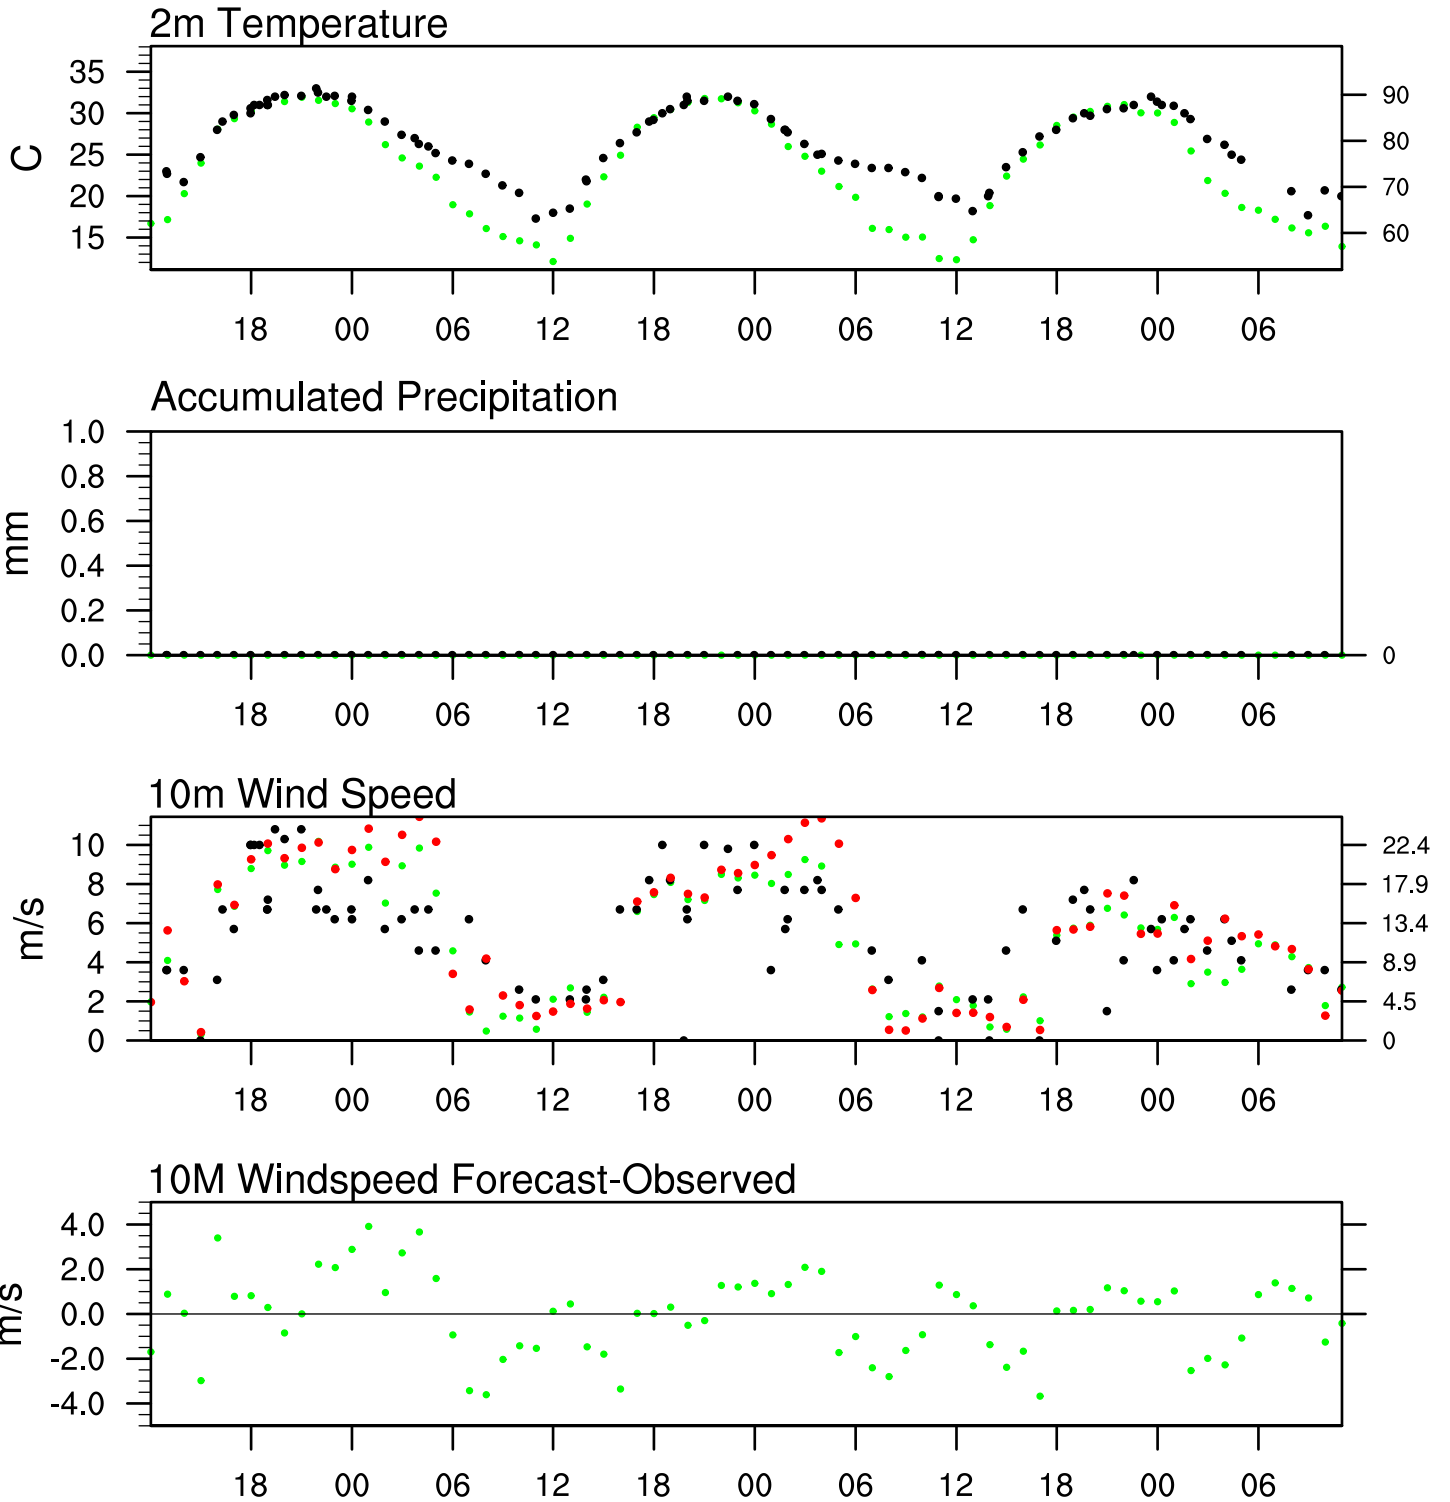 2m Temperature
35
30
25
20
15
C
90
80
70
60
18 00 06 12 18 00 06 12 18 00 06
Accumulated Precipitation
1.0
0.8
0.6
0.4
0.2
0.0
mm
0
18 00 06 12 18 00 06 12 18 00 06
10m Wind Speed
10
8
6
4
2
0
m/s
22.4
17.9
13.4
8.9
4.5
0
18 00 06 12 18 00 06 12 18 00 06
10M Windspeed Forecast-Observed
4.0
2.0
0.0
-2.0
-4.0
m/s
18 00 06 12 18 00 06 12 18 00 06